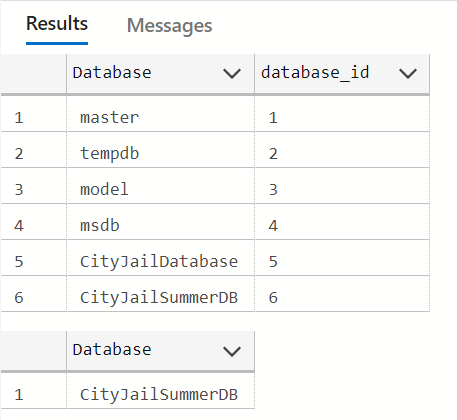 Results Messages
Database database_id
1 master 1
2 tempdb 2
3 model 3
4 msdb 4
5 CityJailDatabase 5
6 CityJailSummerDB 6
Database
1 CityJailSummerDB